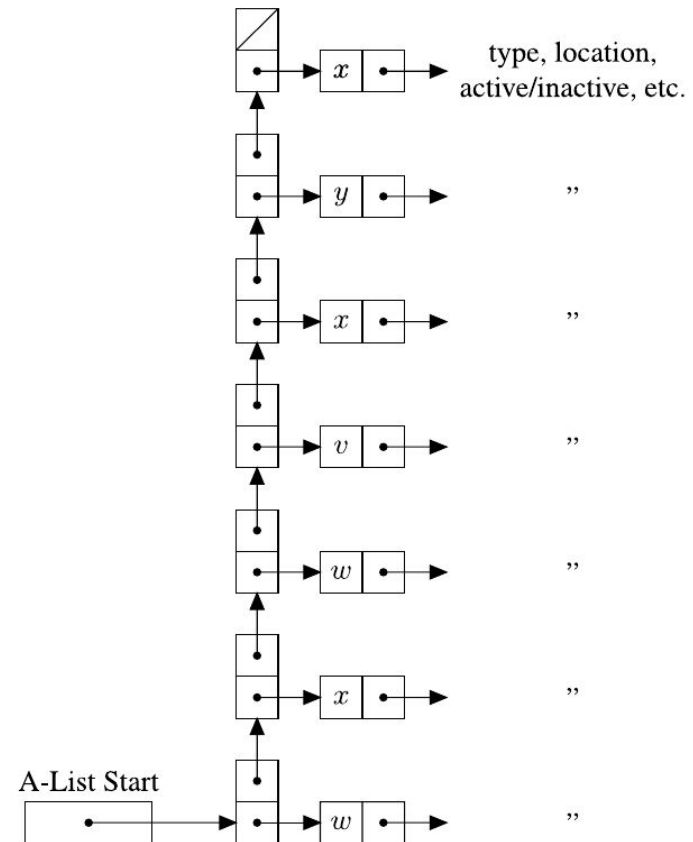 x
type, location,
active/inactive, etc.
y ”
x ”
v ”
w ”
x ”
A-List Start
w ”